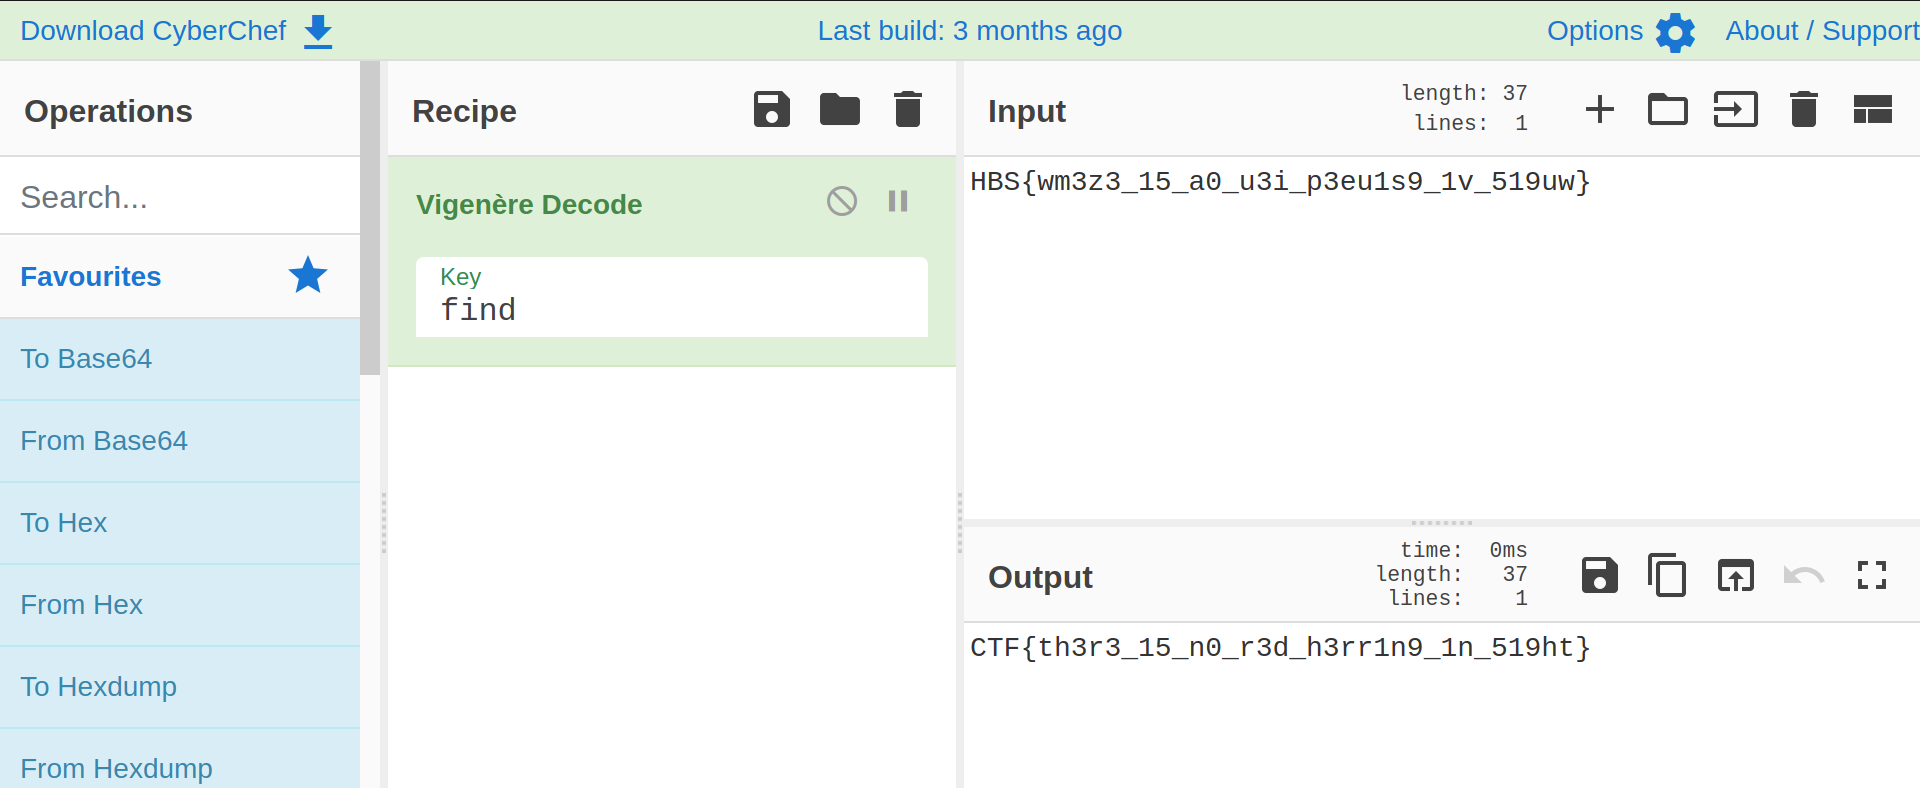 Download CyberChef
Last build: 3 months ago
Options
About / Support
Operations
Search...
Favourites
To Base64
From Base64
To Hex
From Hex
To Hexdump
From Hexdump
Recipe
Vigenère Decode
Key
find
Input
length: 37
lines: 1
HBS{wm3z3_15_a0_u3i_p3eu1s9_1v_519uw}
Output
time: 0ms
length: 37
lines: 1
CTF{th3r3_15_n0_r3d_h3rr1n9_1n_519ht}